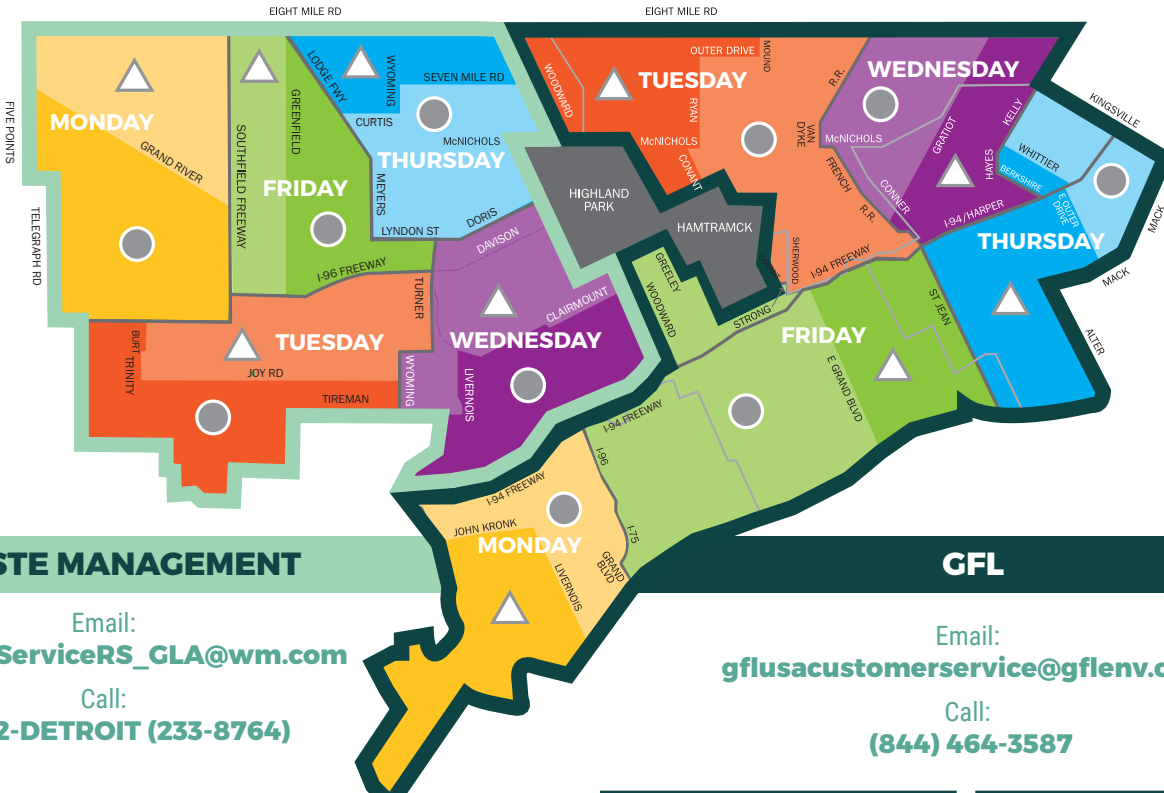 EIGHT MILE RD
EIGHT MILE RD
FIVE POINTS
TELEGRAPH RD
MONDAY
GRAND RIVER
SOUTHFIELD FREEWAY
GREENFIELD
FRIDAY
I-96 FREEWAY
LODGE FWY
WYOMING
SEVEN MILE RD
CURTIS
McNICHOLS
THURSDAY
MEYERS
LYNDON ST
DORIS
DAVISON
TURNER
CLAIRMOUNT
WEDNESDAY
WYOMING
LIVERNOIS
TUESDAY
BURT
TRINITY
JOY RD
TIREMAN
WOODWARD
OUTER DRIVE
MOUND
TUESDAY
RYAN
McNICHOLS
CONANT
HIGHLAND
PARK
HAMTRAMCK
R.R.
VAN
DYKE
McNICHOLS
FRENCH
R.R.
WEDNESDAY
GRATIOT
KELLY
HAYES
CONNER
I-94/HARPER
KINGSVILLE
WHITTIER
BERKSHIRE
E OUTER
DRIVE
MACK
MACK
THURSDAY
ALTER
ST JEAN
SHERWOOD
I-94 FREEWAY
GREELEY
WOODWARD
STRONG
FRIDAY
E GRAND BLVD
I-94 FREEWAY
I-96
I-75
I-94 FREEWAY
JOHN KRONK
MONDAY
GRAND
BLVD
LIVERNOIS
STE MANAGEMENT
Email:
ServiceRS_GLA@wm.com
Call:
2-DETROIT (233-8764)
GFL
Email:
gflusacustomerservice@gflenv.c
Call:
(844) 464-3587